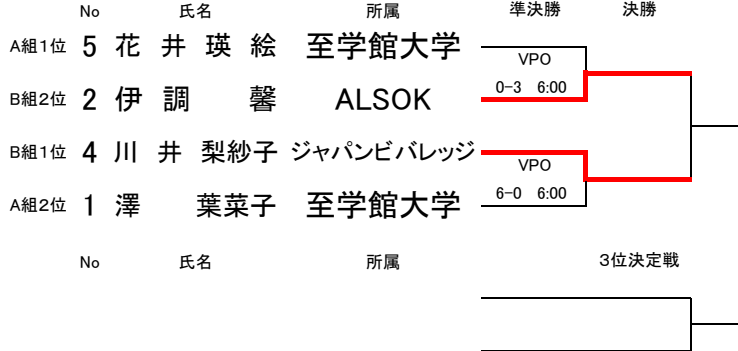 No 氏名 所属 準決勝 決勝
A組1位 5 花 井 瑛 絵 至学館大学
VPO
0-3 6:00
B組2位 2 伊 調 馨 ALSOK
B組1位 4 川 井 梨紗子 ジャパンビバレッジ
VPO
6-0 6:00
A組2位 1 澤 葉菜子 至学館大学
No 氏名 所属 3位決定戦